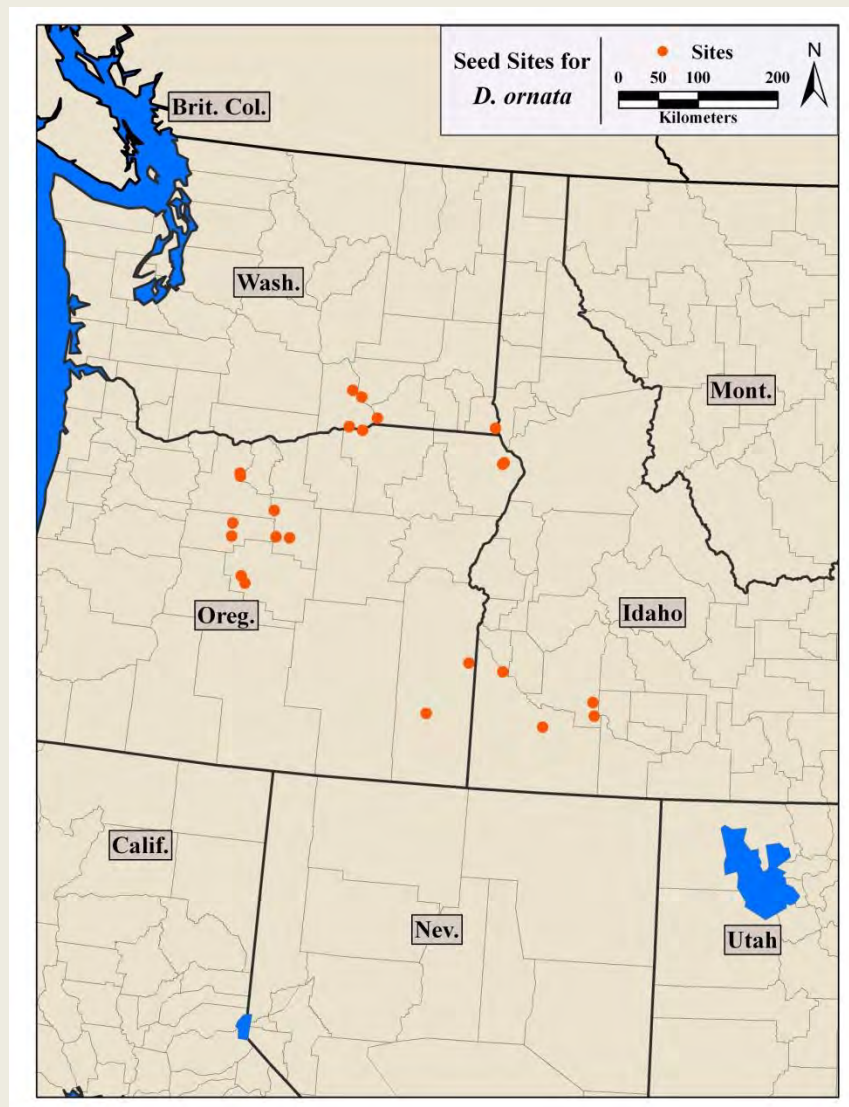 Seed Sites for
D. ornata
Sites
0 50 100 200
Kilometers
N
Brit. Col.
Wash.
Mont.
Oreg.
Idaho
Calif.
Nev.
Utah